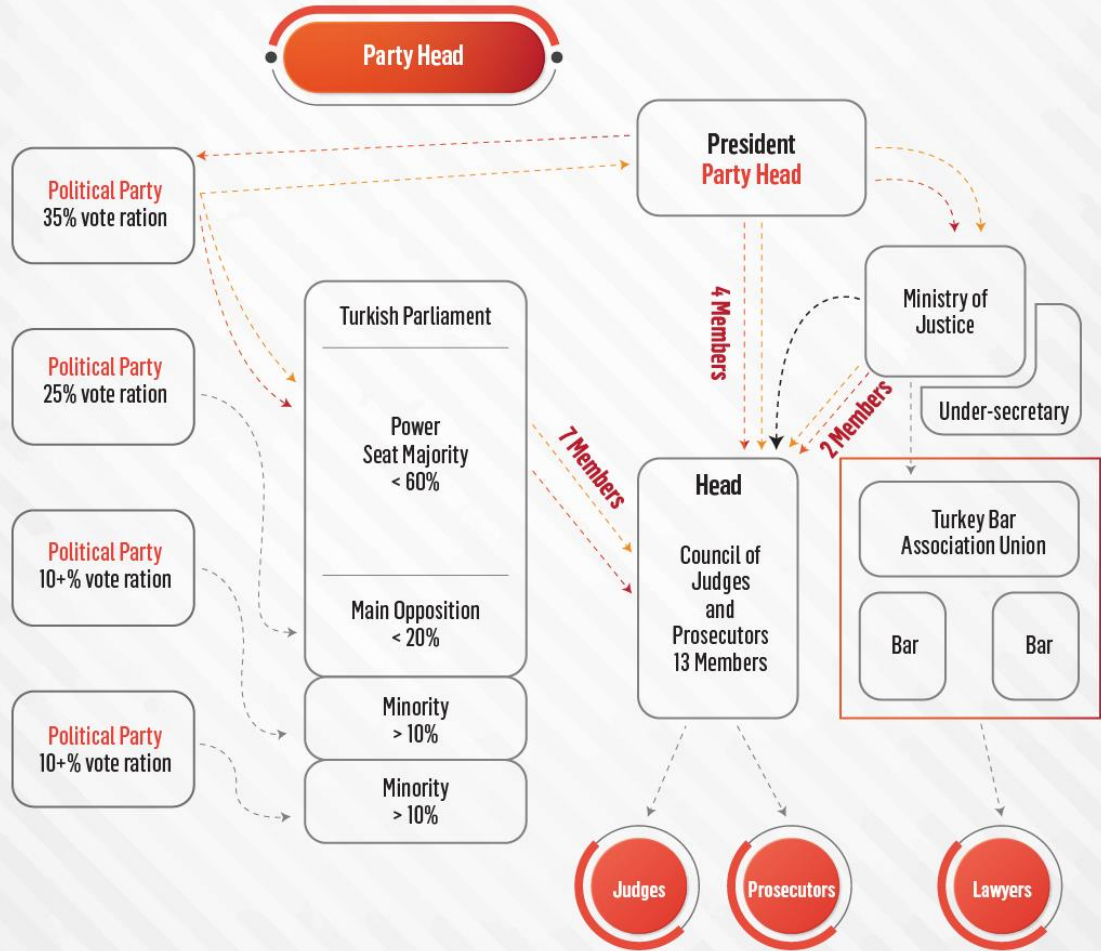 Party Head
President
Party Head
Political Party
35% vote ration
Political Party
25% vote ration
Political Party
10+% vote ration
Political Party
10+% vote ration
Turkish Parliament
Power
Seat Majority
< 60%
Main Opposition
< 20%
Minority
> 10%
Minority
> 10%
7 Members
4 Members
2 Members
Ministry of
Justice
Under-secretary
Head
Council of
Judges
and
Prosecutors
13 Members
Turkey Bar
Association Union
Bar
Bar
Judges
Prosecutors
Lawyers